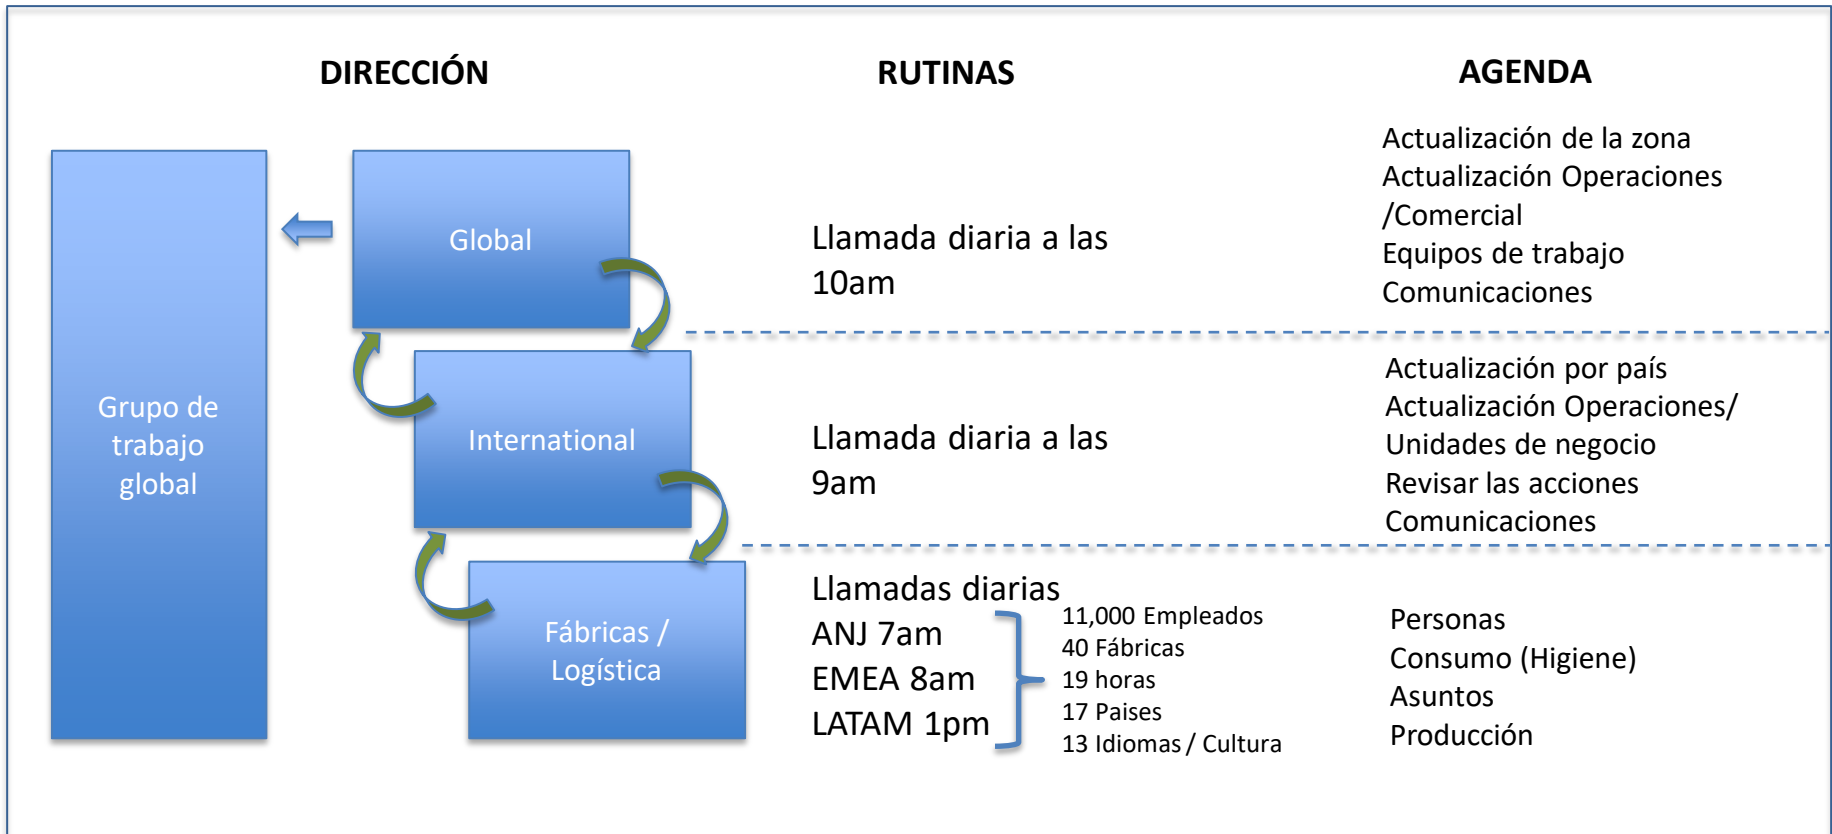 DIRECCIÓN
RUTINAS
AGENDA
Grupo de
trabajo
global
Global
Llamada diaria a las
10am
Actualización de la zona
Actualización Operaciones
/Comercial
Equipos de trabajo
Comunicaciones
International
Llamada diaria a las
9am
Actualización por país
Actualización Operaciones/
Unidades de negocio
Revisar las acciones
Comunicaciones
Fábricas /
Logística
Llamadas diarias
ANJ 7am
EMEA 8am
LATAM 1pm
11,000 Empleados
40 Fábricas
19 horas
17 Paises
13 Idiomas / Cultura
Personas
Consumo (Higiene)
Asuntos
Producción